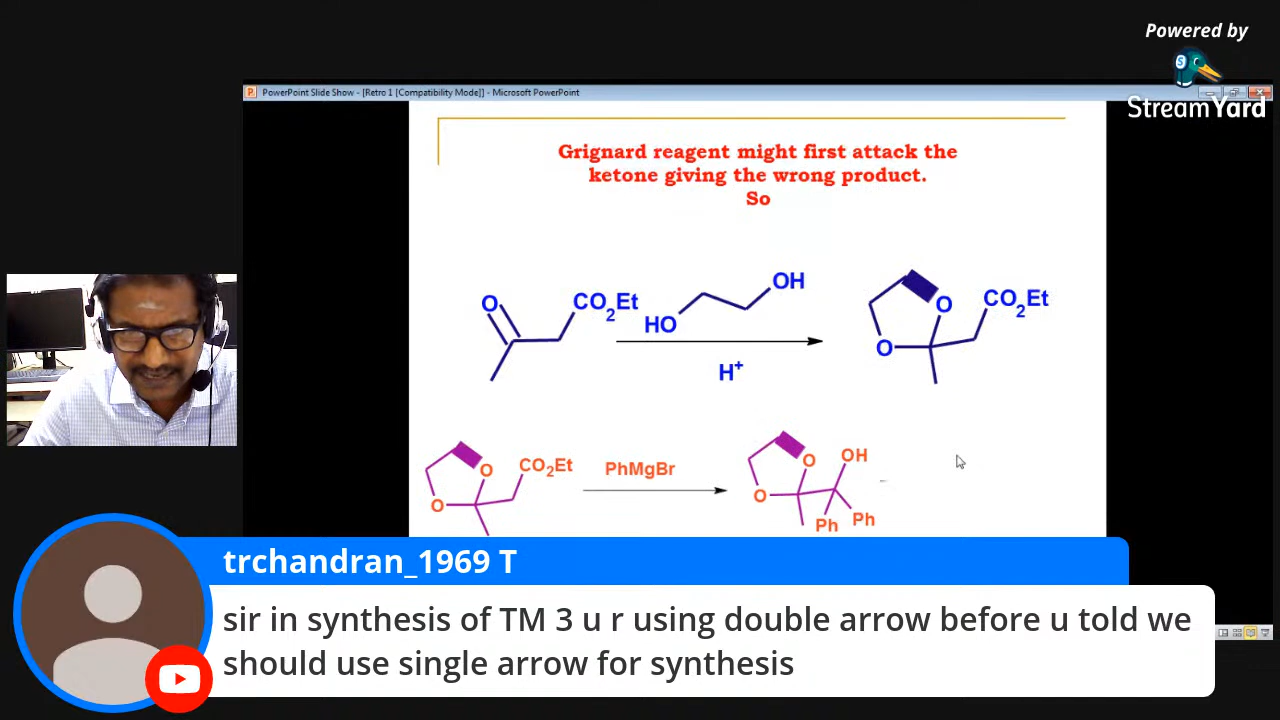 Powered by
StreamYard
PowerPoint Slide Show - [Retro 1 [Compatibility Mode]] - Microsoft PowerPoint
Grignard reagent might first attack the
ketone giving the wrong product.
So
O
CO2Et
HO
OH
H+
O
O
CO2Et
O
O
CO2Et
PhMgBr
O
O
OH
Ph
Ph
trchandran_1969 T
sir in synthesis of TM 3 u r using double arrow before u told we
should use single arrow for synthesis